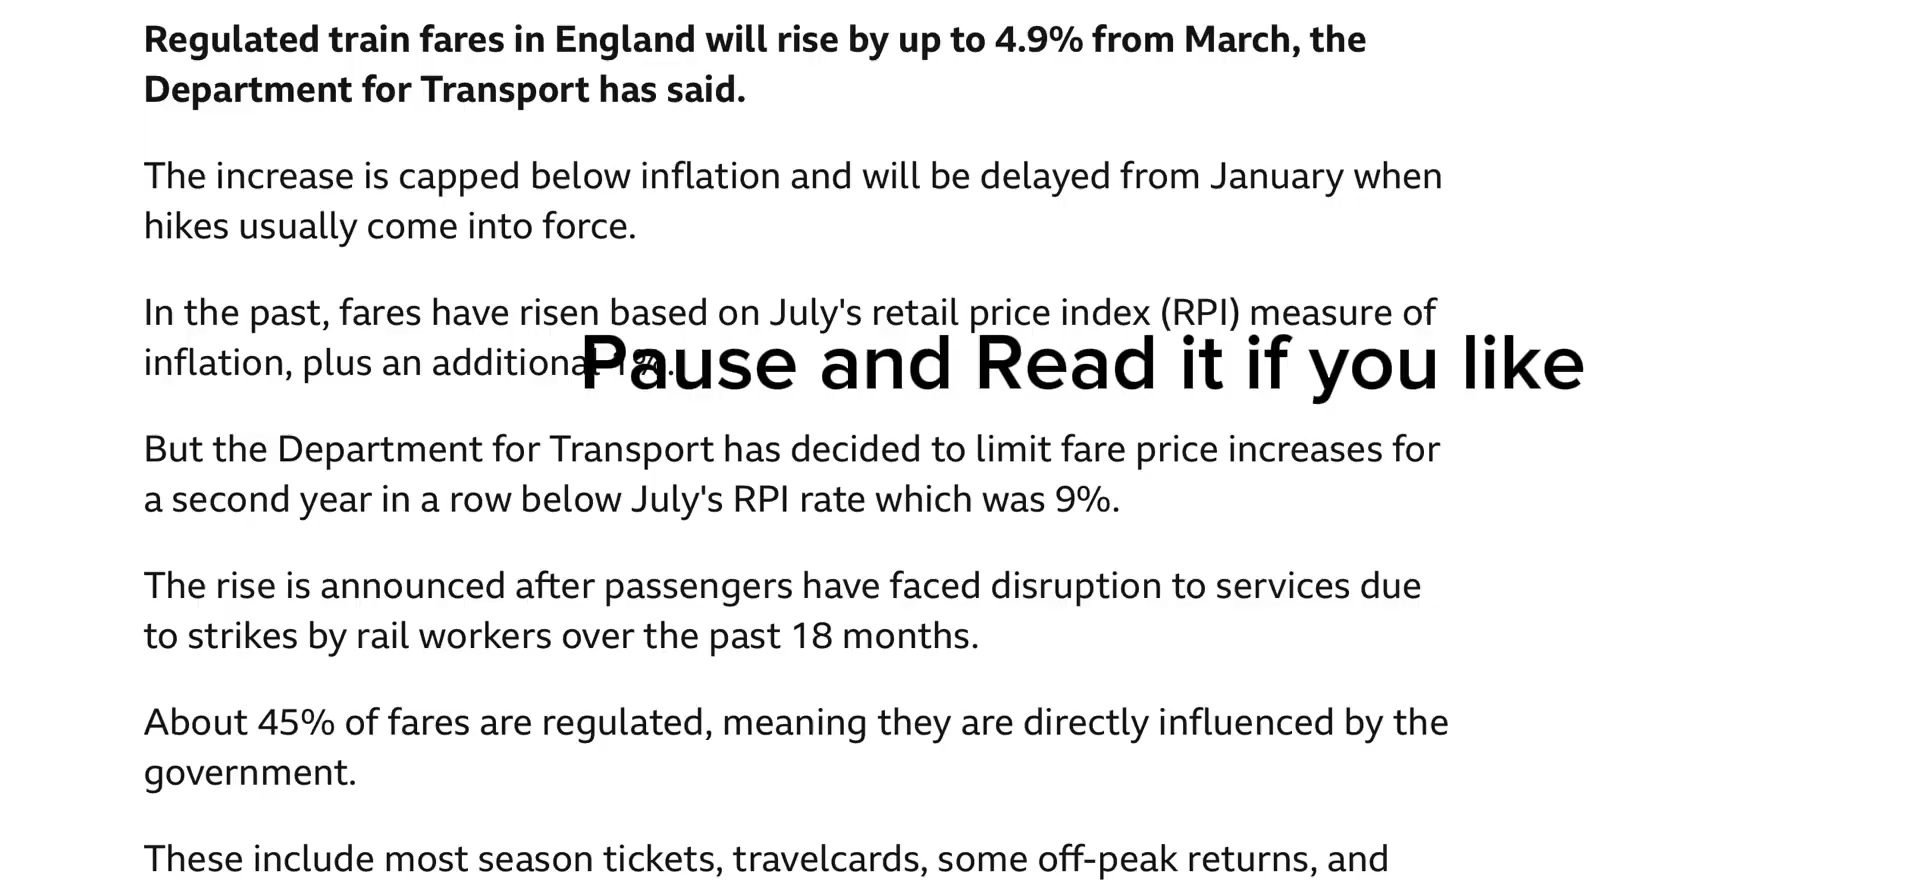 Regulated train fares in England will rise by up to 4.9% from March, the
Department for Transport has said.
The increase is capped below inflation and will be delayed from January when
hikes usually come into force.
In the past, fares have risen based on July's retail price index (RPI) measure of
inflation, plus an additional 1%.
Pause and Read it if you like
But the Department for Transport has decided to limit fare price increases for
a second year in a row below July's RPI rate which was 9%.
The rise is announced after passengers have faced disruption to services due
to strikes by rail workers over the past 18 months.
About 45% of fares are regulated, meaning they are directly influenced by the
government.
These include most season tickets, travelcards, some off-peak returns, and